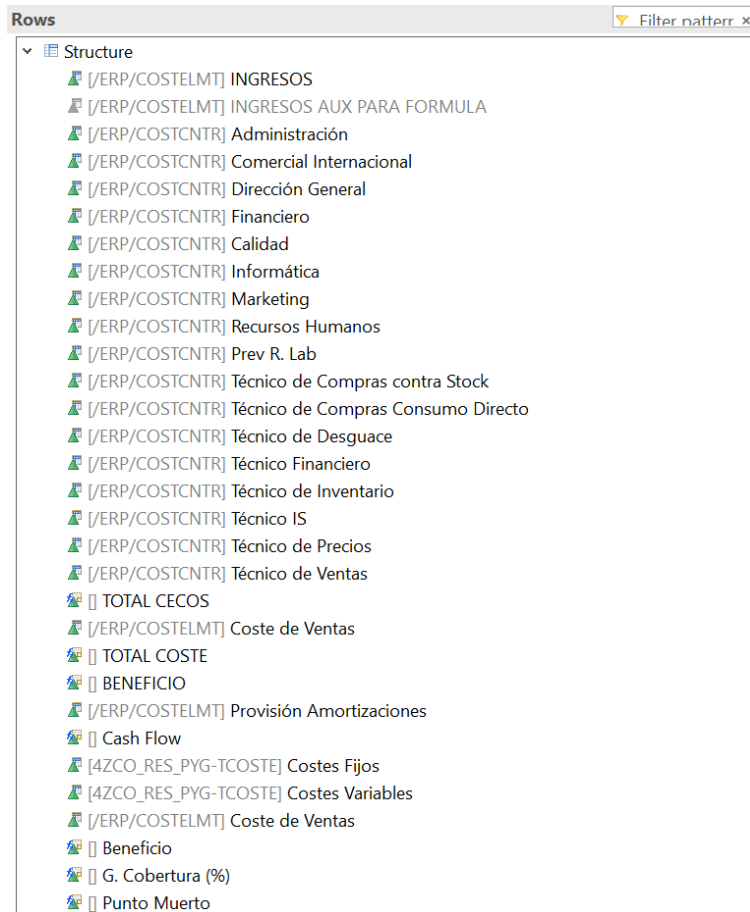 Rows
Filter patterr ×
Structure
[/ERP/COSTELMT] INGRESOS
[/ERP/COSTELMT] INGRESOS AUX PARA FORMULA
[/ERP/COSTCNTR] Administración
[/ERP/COSTCNTR] Comercial Internacional
[/ERP/COSTCNTR] Dirección General
[/ERP/COSTCNTR] Financiero
[/ERP/COSTCNTR] Calidad
[/ERP/COSTCNTR] Informática
[/ERP/COSTCNTR] Marketing
[/ERP/COSTCNTR] Recursos Humanos
[/ERP/COSTCNTR] Prev R. Lab
[/ERP/COSTCNTR] Técnico de Compras contra Stock
[/ERP/COSTCNTR] Técnico de Compras Consumo Directo
[/ERP/COSTCNTR] Técnico de Desguace
[/ERP/COSTCNTR] Técnico Financiero
[/ERP/COSTCNTR] Técnico de Inventario
[/ERP/COSTCNTR] Técnico IS
[/ERP/COSTCNTR] Técnico de Precios
[/ERP/COSTCNTR] Técnico de Ventas
[] TOTAL CECOS
[/ERP/COSTELMT] Coste de Ventas
[] TOTAL COSTE
[] BENEFICIO
[/ERP/COSTELMT] Provisión Amortizaciones
[] Cash Flow
[4ZCO_RES_PYG-TCOSTE] Costes Fijos
[4ZCO_RES_PYG-TCOSTE] Costes Variables
[/ERP/COSTELMT] Coste de Ventas
[] Beneficio
[] G. Cobertura (%)
[] Punto Muerto